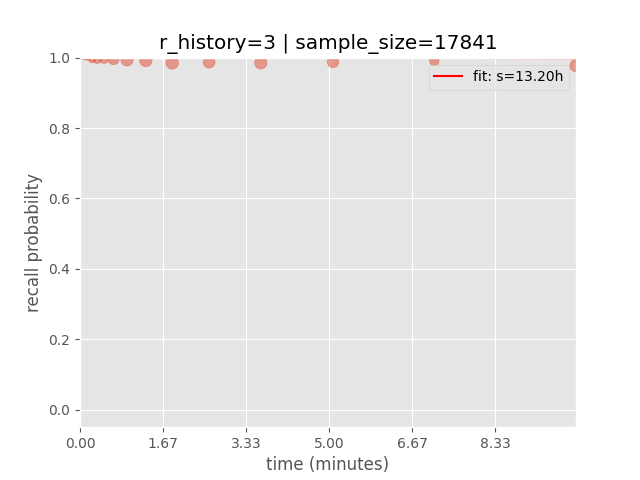 r_history=3 | sample_size=17841
fit: s=13.20h
recall probability
1.0
0.8
0.6
0.4
0.2
0.0
0.00 1.67 3.33 5.00 6.67 8.33
time (minutes)